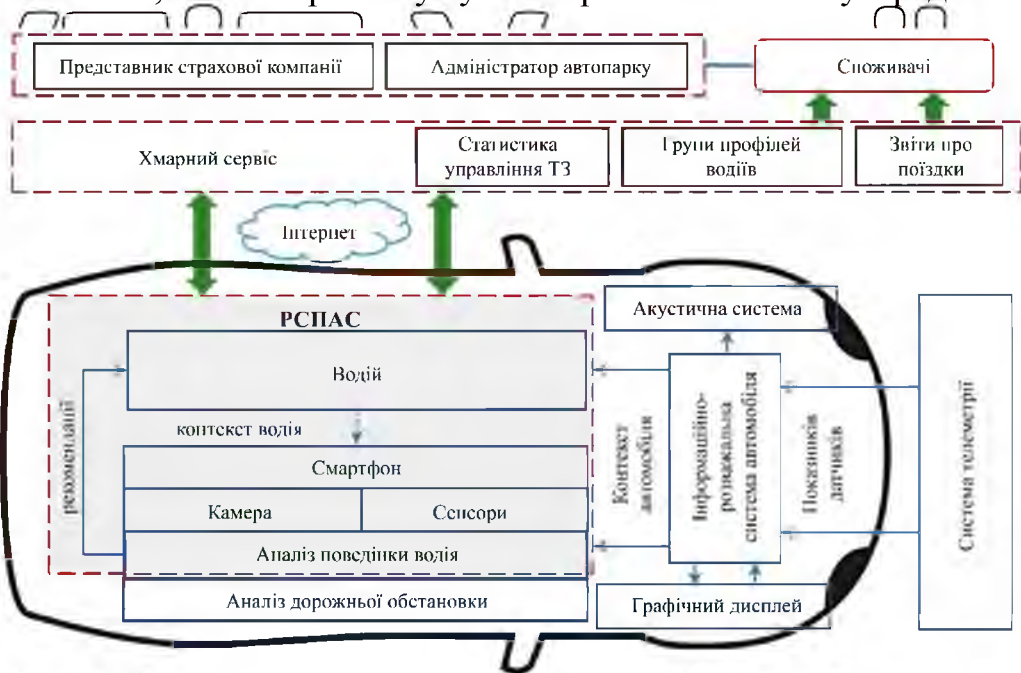 Представник страхової компанії
Адміністратор автопарку
Споживачі
Хмарний сервіс
Статистика
управління ТЗ
Групи профілей
водіїв
Звіти про
поїздки
Інтернет
РСПАС
Водій
контекст водія
Смартфон
Камера
Сенсори
Аналіз поведінки водія
Аналіз дорожньої обстановки
рекомендації
Акустична система
Контекст
автомобіля
Інформаційно-
розважальна
система автомобіля
Показників
датчиків
Графічний дисплей
Система телеметрії